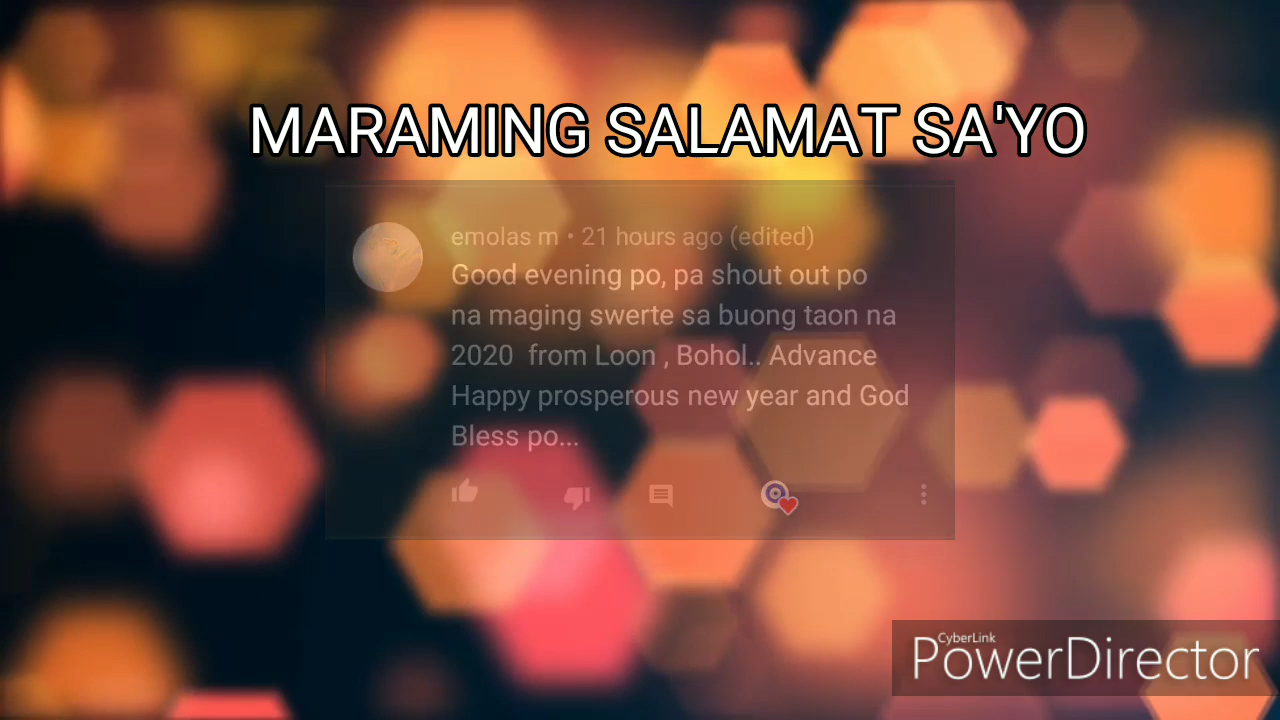 MARAMING SALAMAT SA'YO
emolas m • 21 hours ago (edited)
Good evening po, pa shout out po
na maging swerte sa buong taon na
2020 from Loon , Bohol.. Advance
Happy prosperous new year and God
Bless po...
CyberLink
PowerDirector